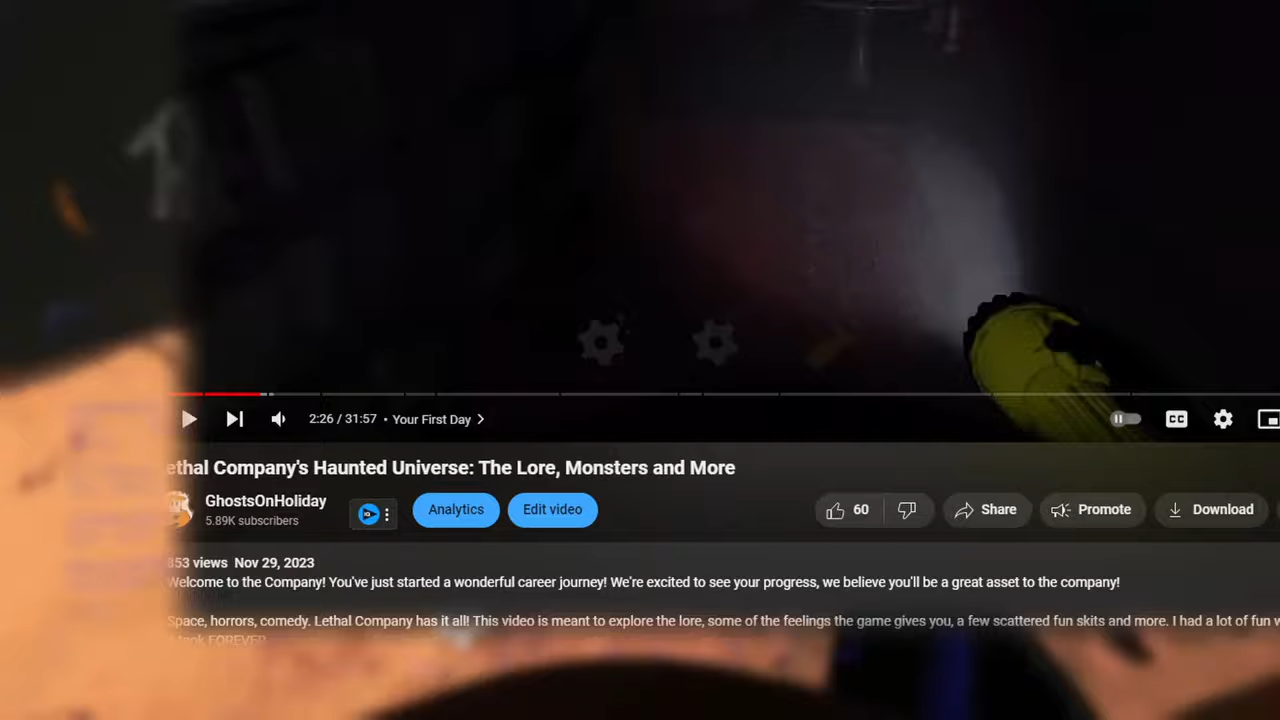 2:26 / 31:57 • Your First Day
CC
ethal Company's Haunted Universe: The Lore, Monsters and More
GhostsOnHoliday
5.89K subscribers
Analytics
Edit video
60
Share
Promote
Download
853 views Nov 29, 2023
Welcome to the Company! You've just started a wonderful career journey! We're excited to see your progress, we believe you'll be a great asset to the company!
Space, horrors, comedy. Lethal Company has it all! This video is meant to explore the lore, some of the feelings the game gives you, a few scattered fun skits and more. I had a lot of fun w
took FOREVER